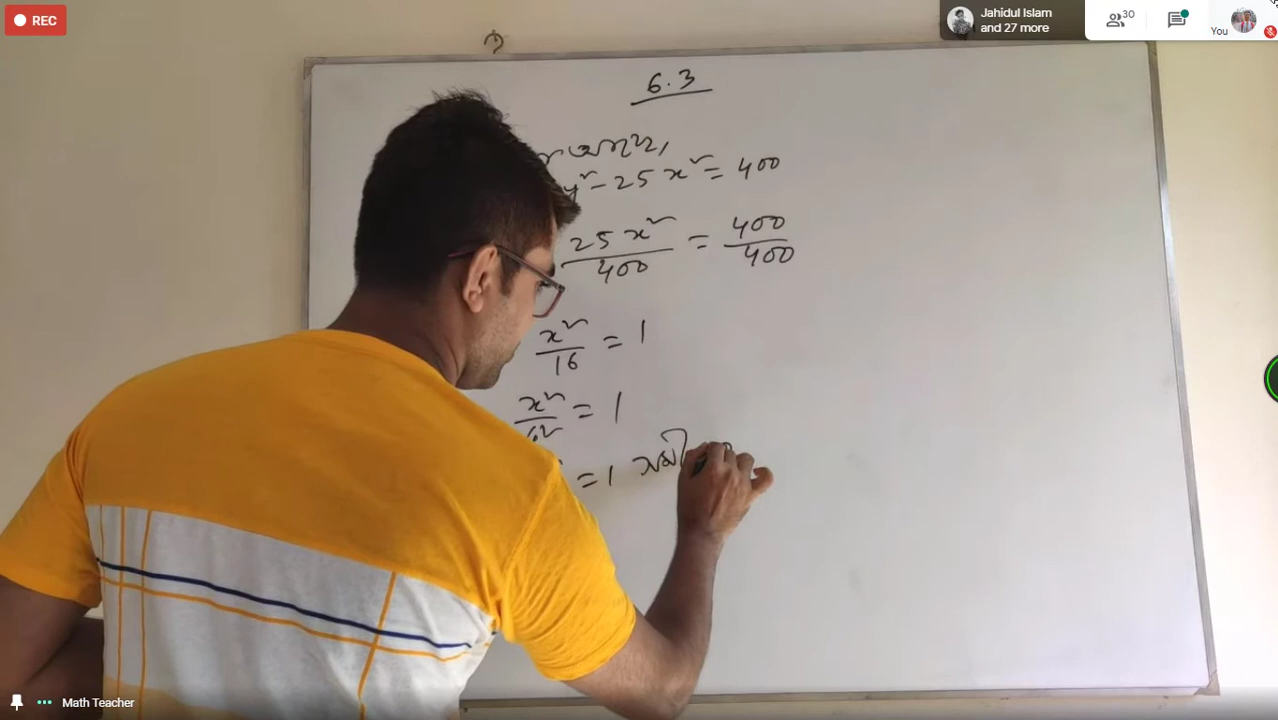 REC
Jahidul Islam
and 27 more
30
You
6.3
y² - 25x² = 400
25x²/400 = 400/400
x²/16 = 1
x²/4² = 1
= 1
Math Teacher